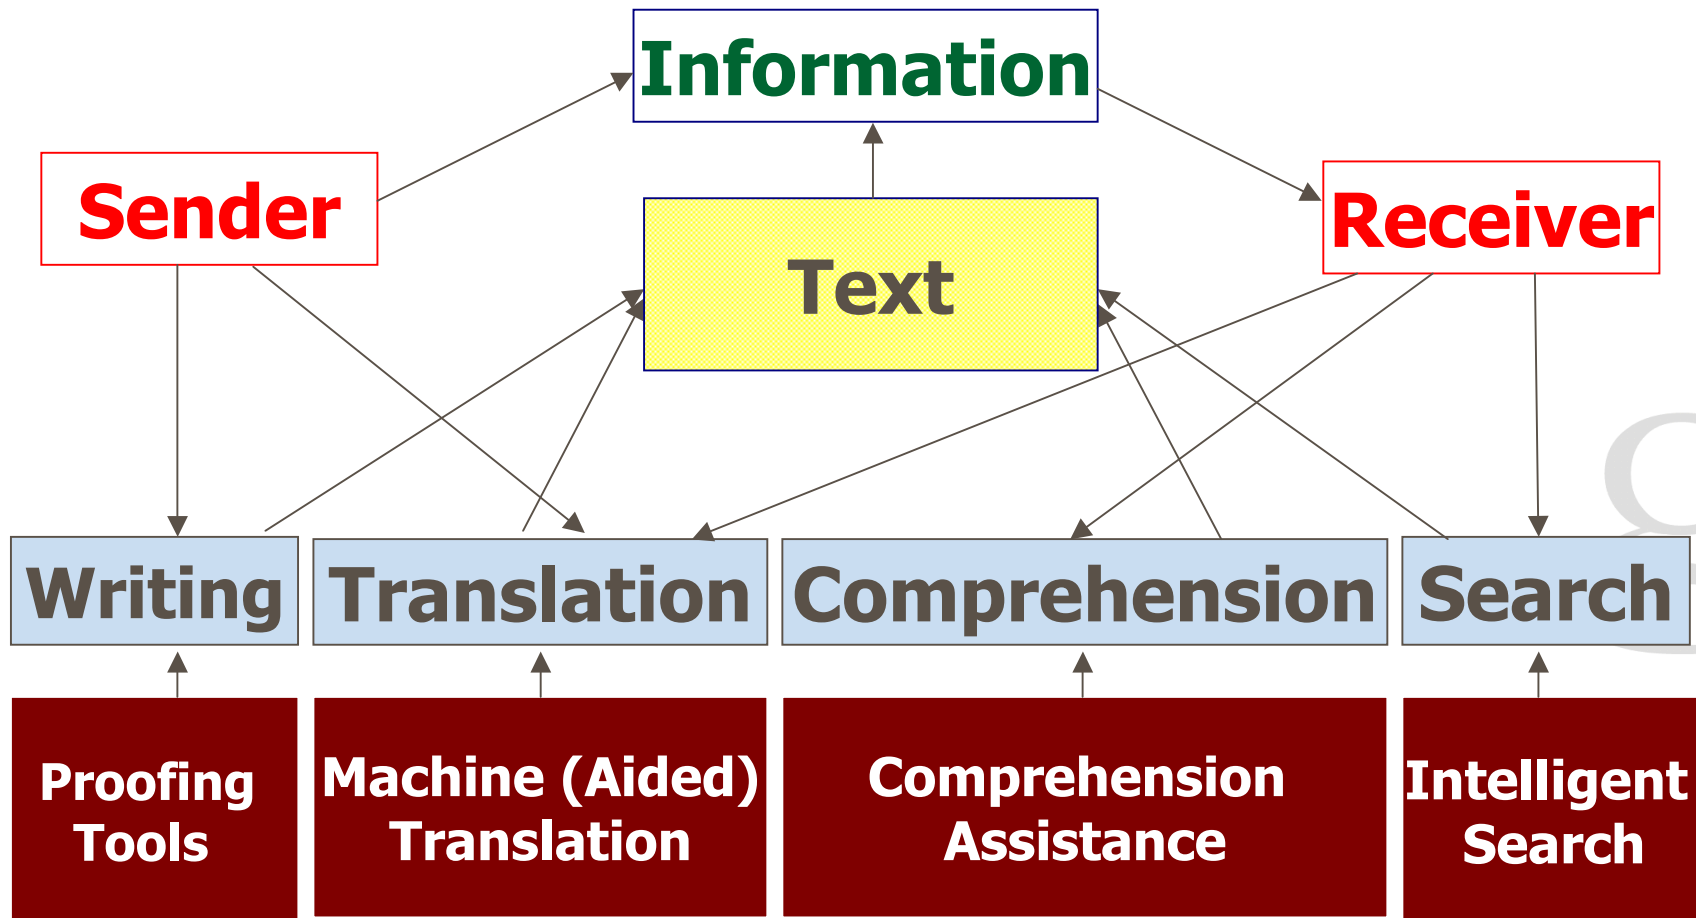 Information
Sender
Receiver
Text
Writing
Translation
Comprehension
Search
Proofing
Tools
Machine (Aided)
Translation
Comprehension
Assistance
Intelligent
Search